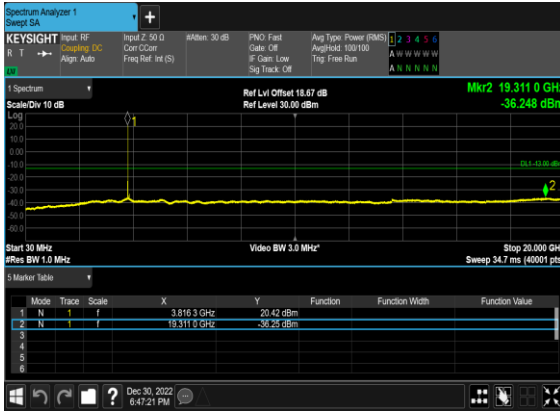 Spectrum Analyzer 1
Swept SA
+
KEYSIGHT Input: RF Input Z: 50 Ω #Atten: 30 dB PNO: Fast Avg Type: Power (RMS) 1 2 3 4 5 6
R T Coupling: DC Corr CCorr Gate: Off Avg|Hold: 100/100 A W W W W W
Align: Auto Freq Ref: Int (S) IF Gain: Low Trig: Free Run
Sig Track: Off A N N N N N
1 Spectrum Ref Lvl Offset 18.67 dB Mkr2 19.311 0 GHz
Scale/Div 10 dB Ref Level 30.00 dBm -36.248 dBm
Log
20.0
10.0
0.00
-10.0
DL1 -13.00 dBm
-20.0
-30.0
-40.0
-50.0
-60.0
1
2
Start 30 MHz Video BW 3.0 MHz* Stop 20.000 GH
#Res BW 1.0 MHz Sweep 34.7 ms (40001 pts
5 Marker Table
Mode Trace Scale X Y Function Function Width Function Value
1 N 1 f 3.816 3 GHz 20.42 dBm
2 N 1 f 19.311 0 GHz -36.25 dBm
3
4
5
6
? Dec 30, 2022
6:47:21 PM